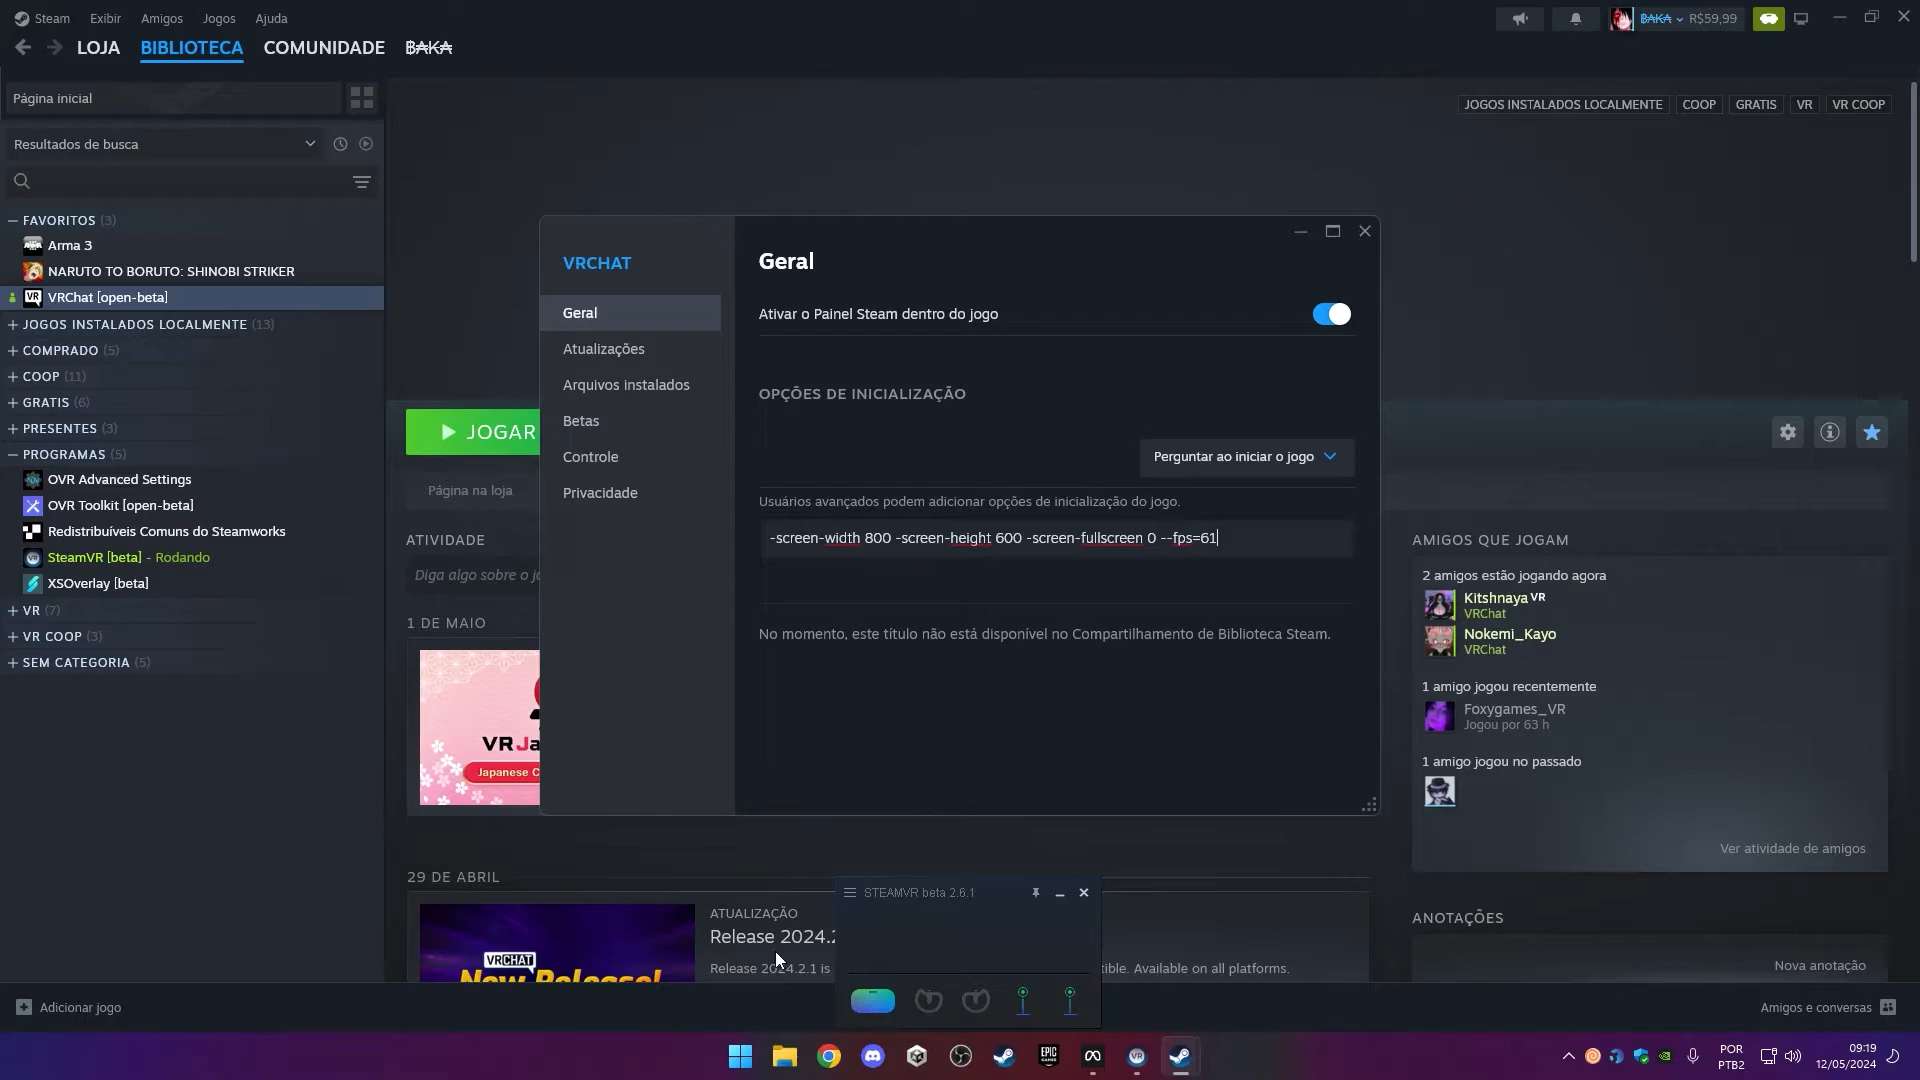 Steam Exibir Amigos Jogos Ajuda
฿₳₭₳ R$59,99
LOJA BIBLIOTECA COMUNIDADE ฿₳₭₳
Página inicial
JOGOS INSTALADOS LOCALMENTE COOP GRATIS VR VR COOP
Resultados de busca
FAVORITOS (3)
Arma 3
NARUTO TO BORUTO: SHINOBI STRIKER
VRChat [open-beta]
JOGOS INSTALADOS LOCALMENTE (13)
COMPRADO (5)
COOP (11)
GRATIS (6)
PRESENTES (3)
PROGRAMAS (5)
OVR Advanced Settings
OVR Toolkit [open-beta]
Redistribuíveis Comuns do Steamworks
SteamVR [beta] - Rodando
XSOverlay [beta]
VR (7)
VR COOP (3)
SEM CATEGORIA (5)
JOGAR
Página na loja
ATIVIDADE
Diga algo sobre o jo
1 DE MAIO
VR Ja
Japanese C
29 DE ABRIL
VRCHAT
New Release!
ATUALIZAÇÃO
Release 2024.2
Release 2024.2.1 is
tible. Available on all platforms.
VRCHAT
Geral
Atualizações
Arquivos instalados
Betas
Controle
Privacidade
Geral
Ativar o Painel Steam dentro do jogo
OPÇÕES DE INICIALIZAÇÃO
Perguntar ao iniciar o jogo
Usuários avançados podem adicionar opções de inicialização do jogo.
-screen-width 800 -screen-height 600 -screen-fullscreen 0 --fps=61
No momento, este título não está disponível no Compartilhamento de Biblioteca Steam.
STEAMVR beta 2.6.1
AMIGOS QUE JOGAM
2 amigos estão jogando agora
Kitshnaya VR
VRChat
Nokemi_Kayo
VRChat
1 amigo jogou recentemente
Foxygames_VR
Jogou por 63 h
1 amigo jogou no passado
Ver atividade de amigos
ANOTAÇÕES
Nova anotação
Adicionar jogo
Amigos e conversas
EPIC GAMES
POR
PTB2
09:19
12/05/2024